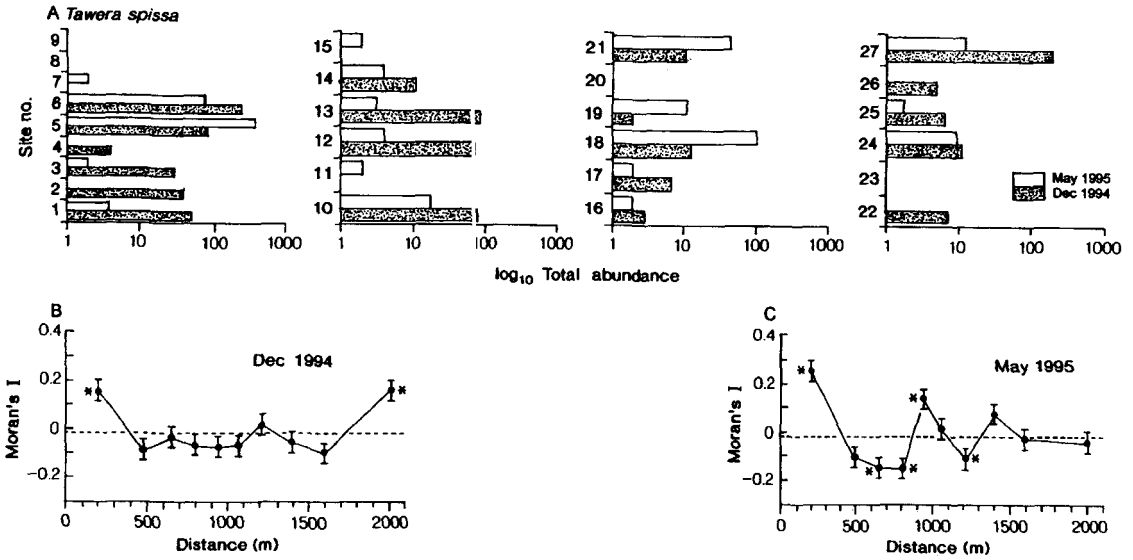 A Tawera spissa
Site no.
9
8
7
6
5
4
3
2
1
1 10 100 1000
15
14
13
12
11
10
1 10 100 1000
21
20
19
18
17
16
1 10 100 1000
27
26
25
24
23
22
1 10 100 1000
May 1995
Dec 1994
log10 Total abundance
B
Dec 1994
Moran's I
0.4
0.2
0
−0.2
* *
0 500 1000 1500 2000
Distance (m)
C
May 1995
Moran's I
0.4
0.2
0
−0.2
* * * * *
0 500 1000 1500 2000
Distance (m)